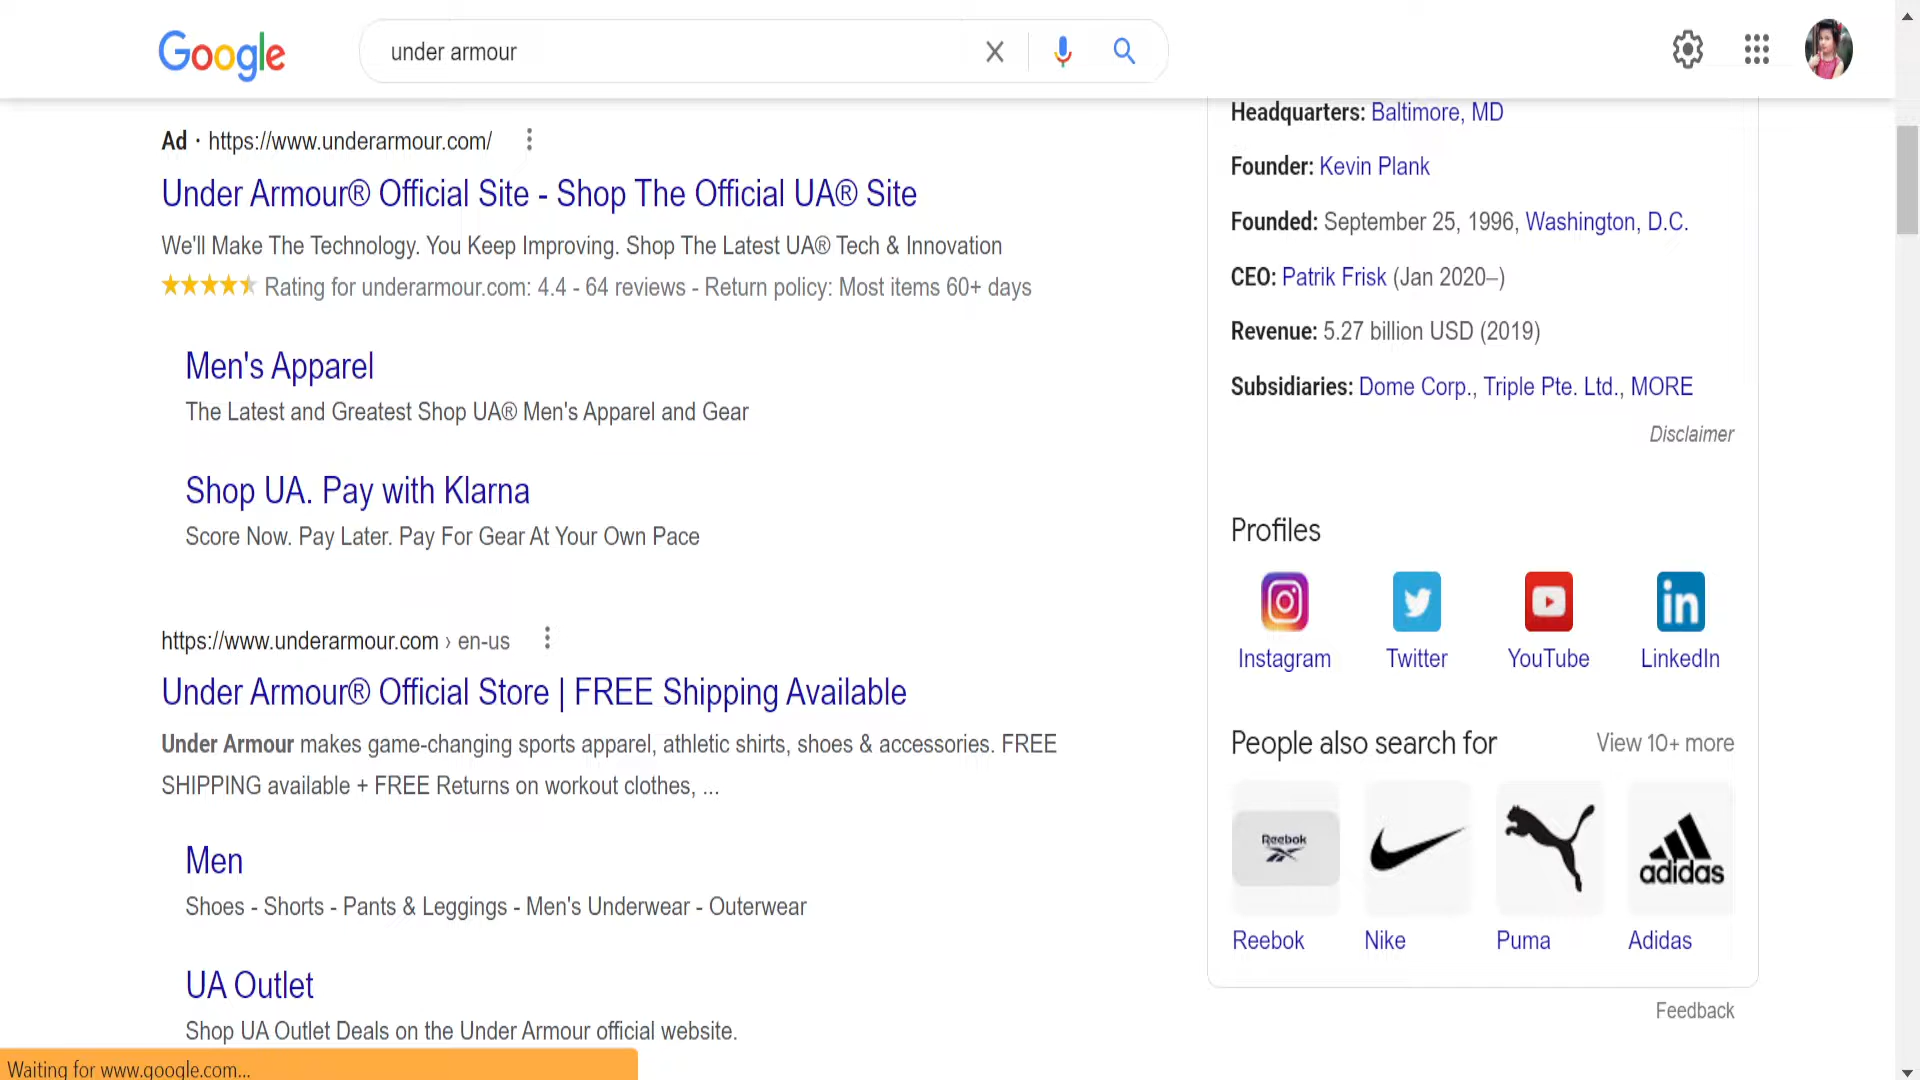 Google
under armour
Ad · https://www.underarmour.com/
Under Armour® Official Site - Shop The Official UA® Site
We'll Make The Technology. You Keep Improving. Shop The Latest UA® Tech & Innovation
Rating for underarmour.com: 4.4 - 64 reviews - Return policy: Most items 60+ days
Men's Apparel
The Latest and Greatest Shop UA® Men's Apparel and Gear
Shop UA. Pay with Klarna
Score Now. Pay Later. Pay For Gear At Your Own Pace
https://www.underarmour.com › en-us
Under Armour® Official Store | FREE Shipping Available
Under Armour makes game-changing sports apparel, athletic shirts, shoes & accessories. FREE
SHIPPING available + FREE Returns on workout clothes, ...
Men
Shoes - Shorts - Pants & Leggings - Men's Underwear - Outerwear
UA Outlet
Shop UA Outlet Deals on the Under Armour official website.
Headquarters: Baltimore, MD
Founder: Kevin Plank
Founded: September 25, 1996, Washington, D.C.
CEO: Patrik Frisk (Jan 2020–)
Revenue: 5.27 billion USD (2019)
Subsidiaries: Dome Corp., Triple Pte. Ltd., MORE
Disclaimer
Profiles
in
Instagram Twitter YouTube LinkedIn
People also search for View 10+ more
Reebok
adidas
Reebok Nike Puma Adidas
Feedback
Waiting for www.google.com...